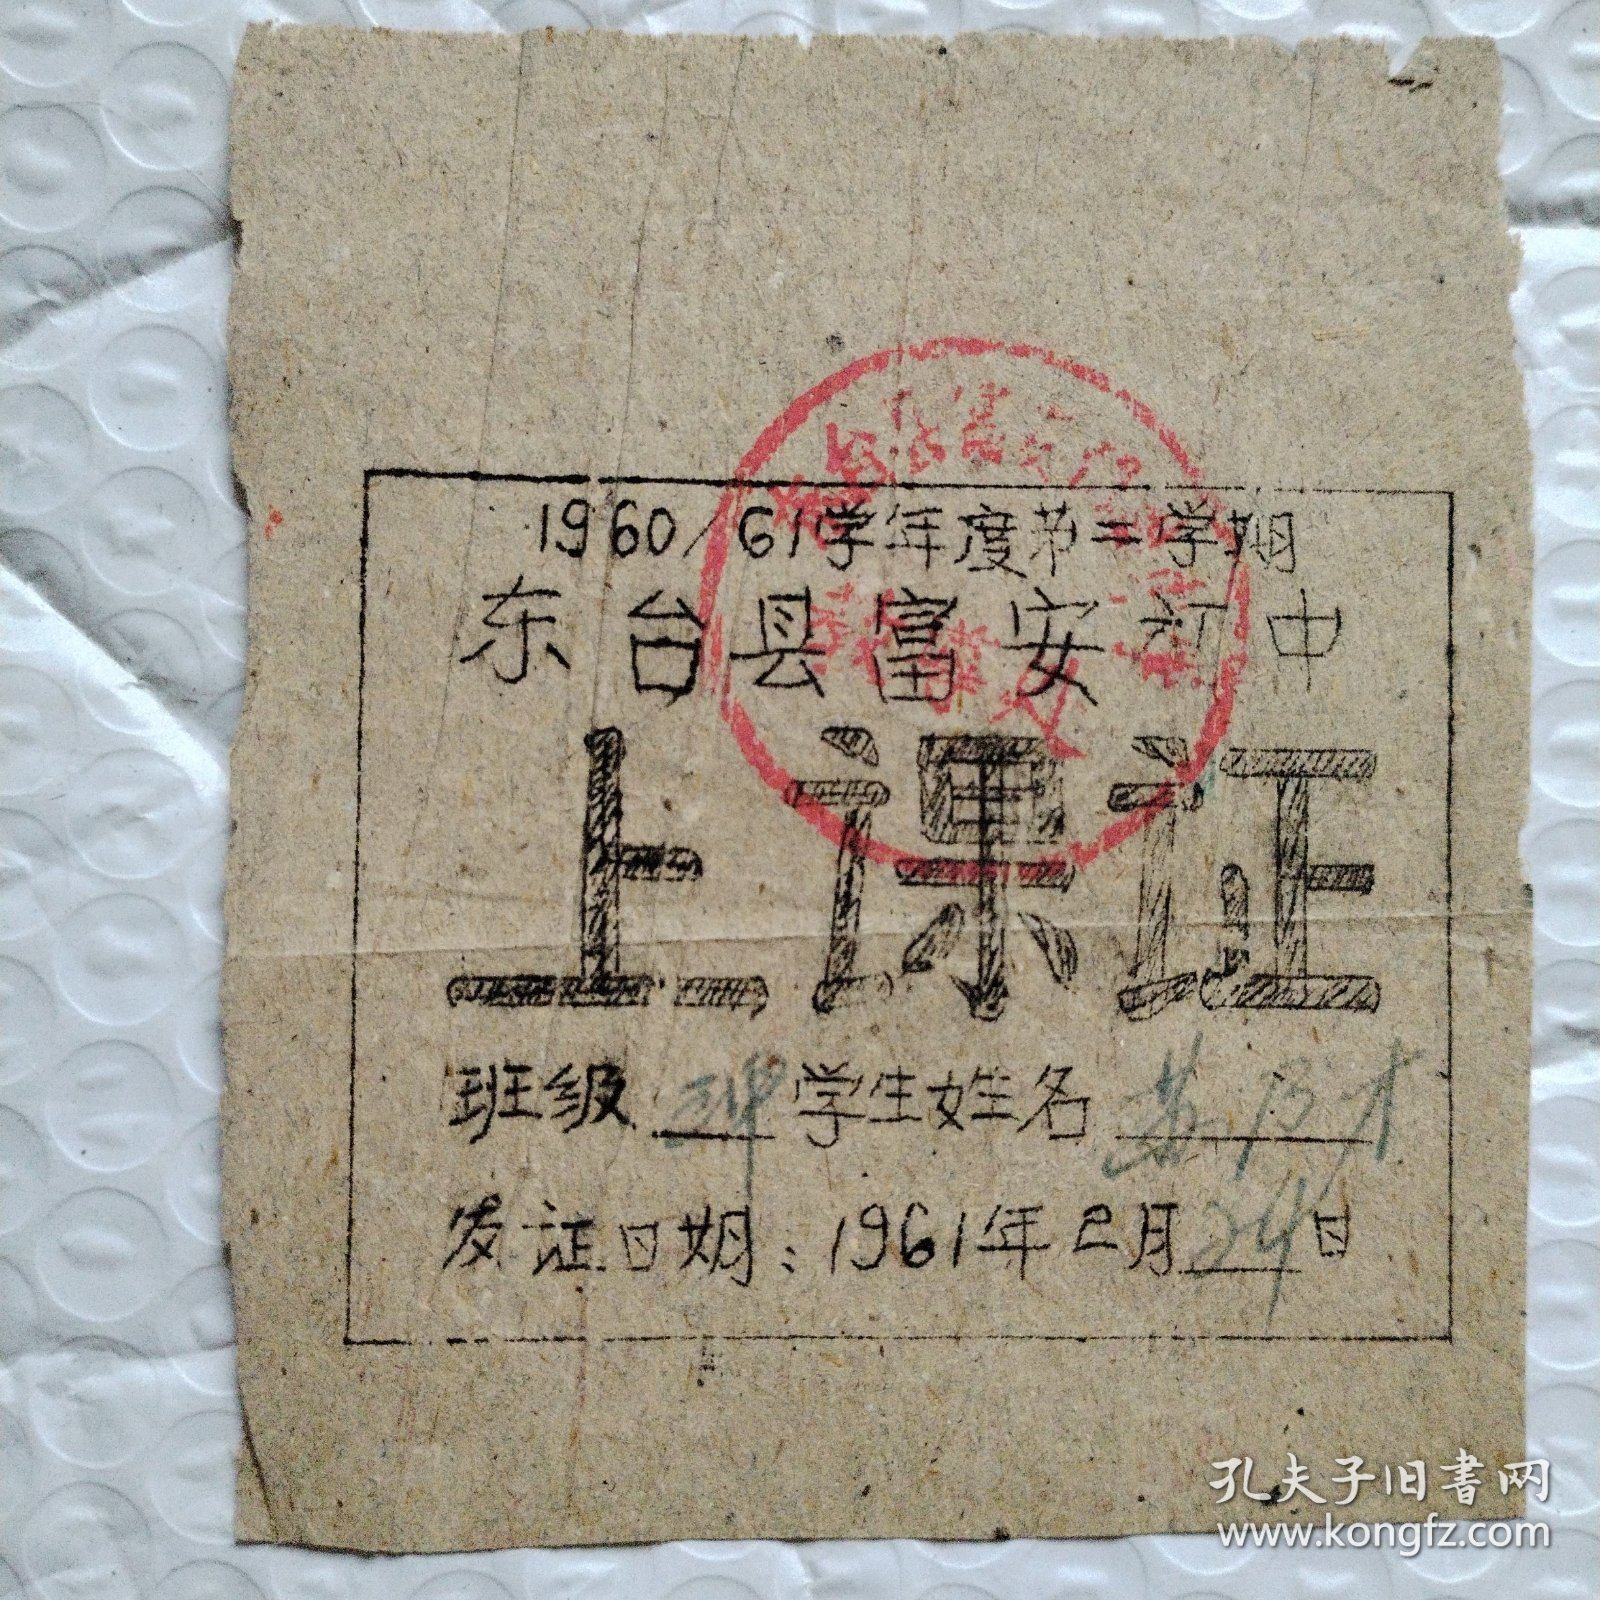 1960/61学年度第二学期
东台县富安初中
上课证
班级 学生姓名 苏
发证日期：1961年2月24日
孔夫子旧书网
www.kongfz.com